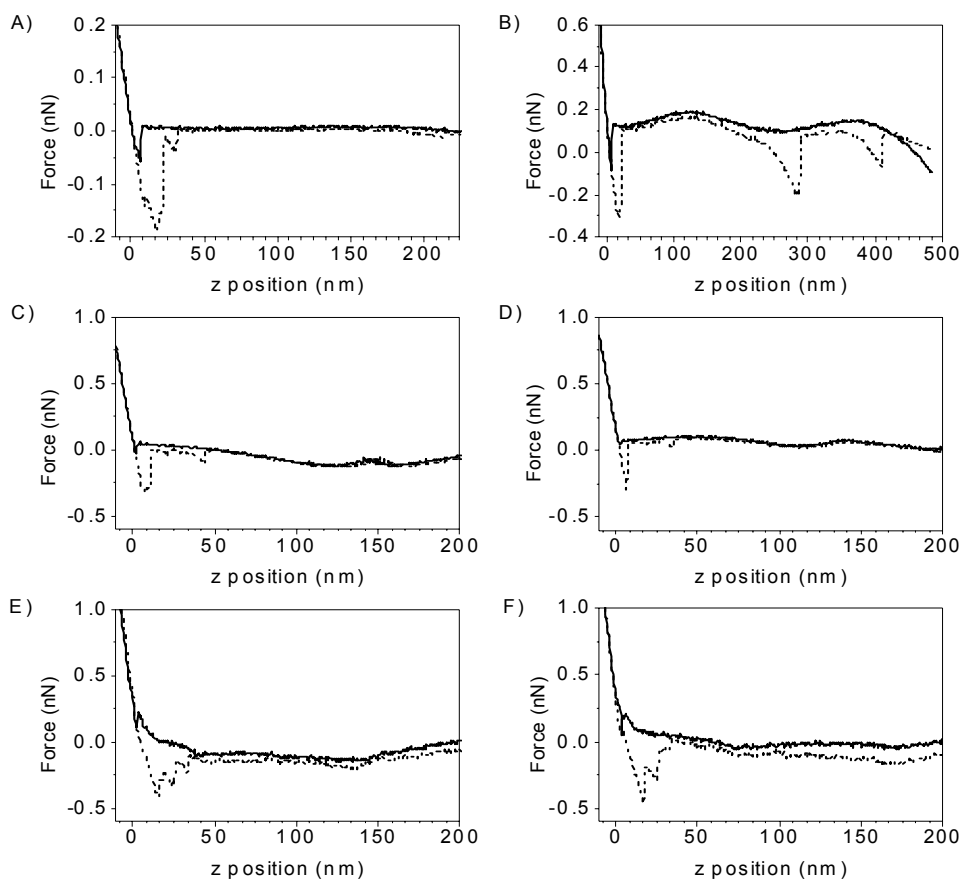 A)
0.2
0.1
0.0
-0.1
-0.2
Force (nN)
0 50 100 150 200
z position (nm)
B)
0.6
0.4
0.2
0.0
0.2
0.4
Force (nN)
0 100 200 300 400 500
z position (nm)
C)
1.0
0.5
0.0
-0.5
Force (nN)
0 50 100 150 200
z position (nm)
D)
1.0
0.5
0.0
-0.5
Force (nN)
0 50 100 150 200
z position (nm)
E)
1.0
0.5
0.0
-0.5
Force (nN)
0 50 100 150 200
z position (nm)
F)
1.0
0.5
0.0
-0.5
Force (nN)
0 50 100 150 200
z position (nm)